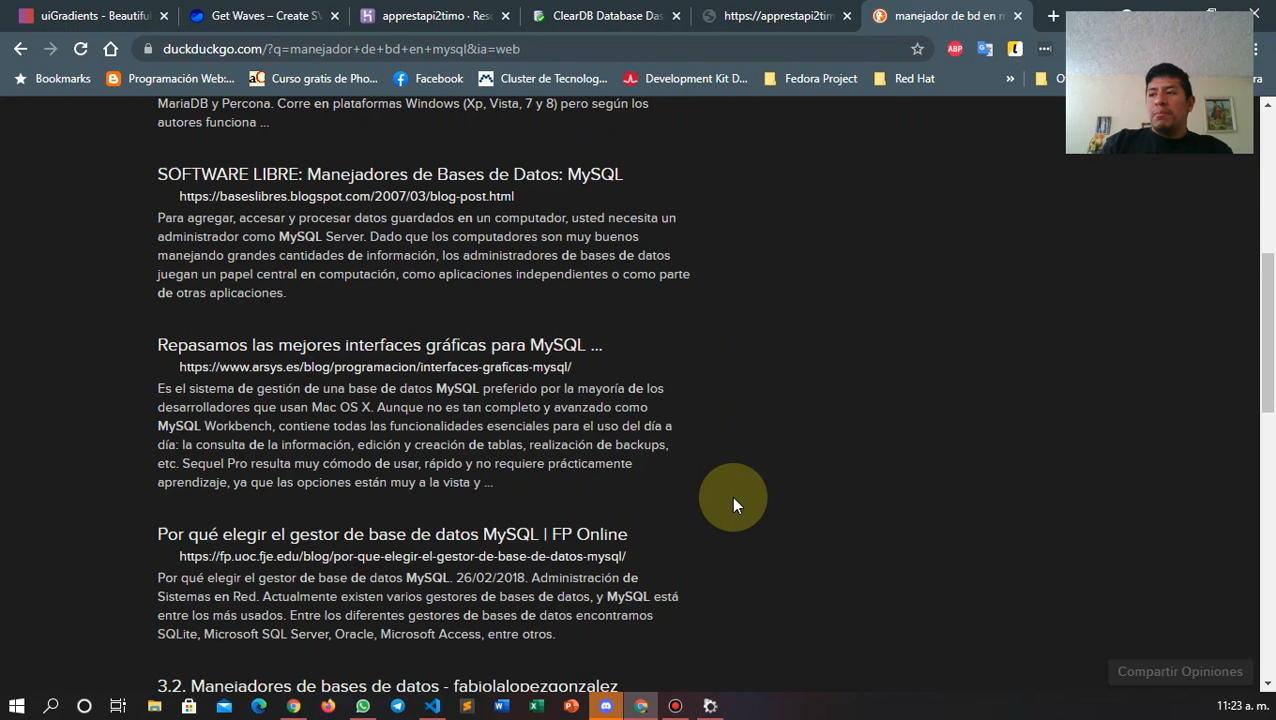 uiGradients - Beautiful
Get Waves – Create SV
apprestapi2timo · Reso
ClearDB Database Das
https://apprestapi2tim
manejador de bd en m
duckduckgo.com/?q=manejador+de+bd+en+mysql&ia=web
ABP
Bookmarks
Programación Web:...
Curso gratis de Pho...
Facebook
Cluster de Tecnolog...
Development Kit D...
Fedora Project
Red Hat
»
MariaDB y Percona. Corre en plataformas Windows (Xp, Vista, 7 y 8) pero según los
autores funciona ...
SOFTWARE LIBRE: Manejadores de Bases de Datos: MySQL
https://baseslibres.blogspot.com/2007/03/blog-post.html
Para agregar, accesar y procesar datos guardados en un computador, usted necesita un
administrador como MySQL Server. Dado que los computadores son muy buenos
manejando grandes cantidades de información, los administradores de bases de datos
juegan un papel central en computación, como aplicaciones independientes o como parte
de otras aplicaciones.
Repasamos las mejores interfaces gráficas para MySQL ...
https://www.arsys.es/blog/programacion/interfaces-graficas-mysql/
Es el sistema de gestión de una base de datos MySQL preferido por la mayoría de los
desarrolladores que usan Mac OS X. Aunque no es tan completo y avanzado como
MySQL Workbench, contiene todas las funcionalidades esenciales para el uso del día a
día: la consulta de la información, edición y creación de tablas, realización de backups,
etc. Sequel Pro resulta muy cómodo de usar, rápido y no requiere prácticamente
aprendizaje, ya que las opciones están muy a la vista y ...
Por qué elegir el gestor de base de datos MySQL | FP Online
https://fp.uoc.fje.edu/blog/por-que-elegir-el-gestor-de-base-de-datos-mysql/
Por qué elegir el gestor de base de datos MySQL. 26/02/2018. Administración de
Sistemas en Red. Actualmente existen varios gestores de bases de datos, y MySQL está
entre los más usados. Entre los diferentes gestores de bases de datos encontramos
SQLite, Microsoft SQL Server, Oracle, Microsoft Access, entre otros.
3.2. Manejadores de bases de datos - fabiolalopezgonzalez
Compartir Opiniones
11:23 a. m.